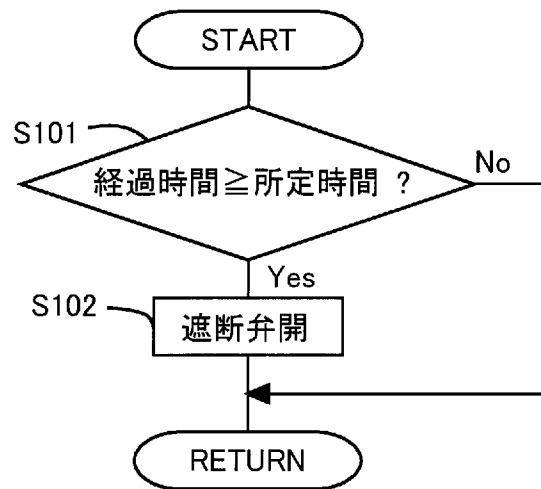 START
S101
経過時間≧所定時間 ?
No
Yes
S102
遮断弁開
RETURN